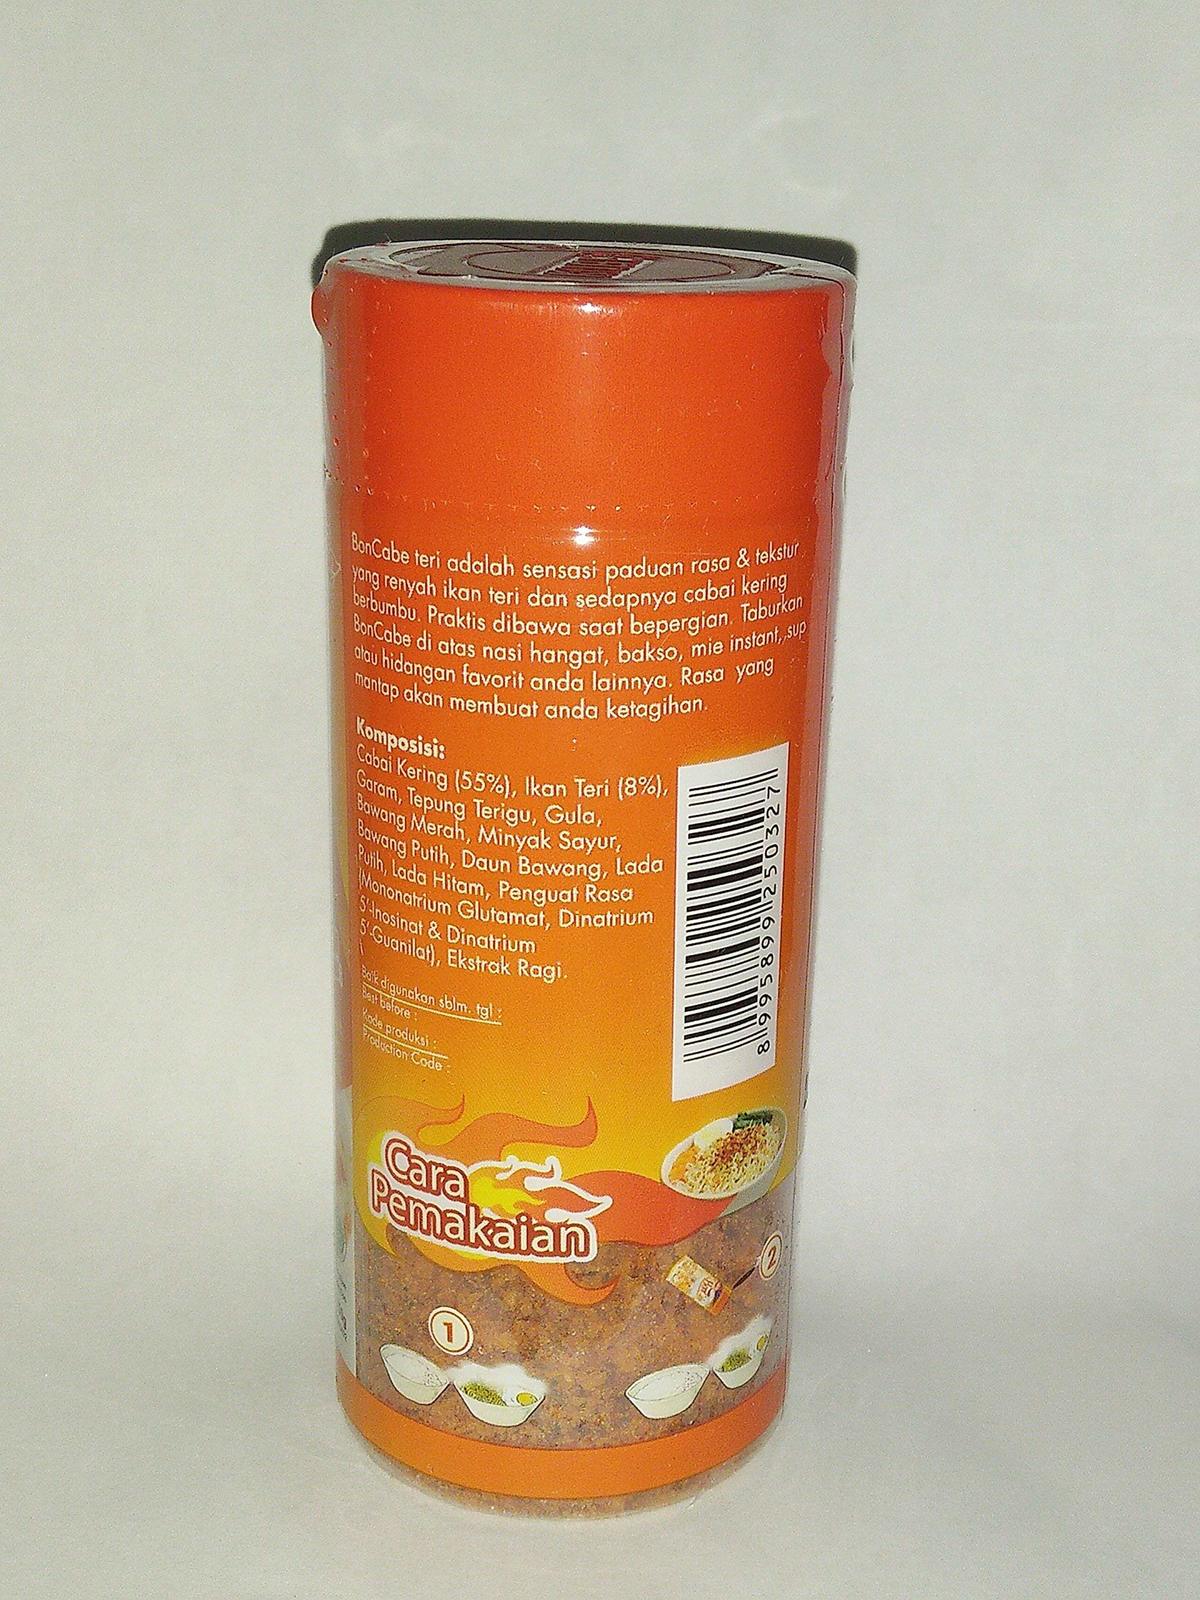 BonCabe teri adalah sensasi paduan rasa & tekstur
yang renyah ikan teri dan sedapnya cabai kering
berbumbu. Praktis dibawa saat bepergian. Taburkan
BonCabe di atas nasi hangat, bakso, mie instant, sup
atau hidangan favorit anda lainnya. Rasa yang
mantap akan membuat anda ketagihan.
Komposisi:
Cabai Kering (55%), Ikan Teri (8%),
Garam, Tepung Terigu, Gula,
Bawang Merah, Minyak Sayur,
Bawang Putih, Daun Bawang, Lada
Putih, Lada Hitam, Penguat Rasa
(Mononatrium Glutamat, Dinatrium
5'-Inosinat & Dinatrium
5'-Guanilat), Ekstrak Ragi.
Baik digunakan sblm. tgl :
Best before :
Kode produksi :
Production Code :
8 995899 250327
Cara
Pemakaian
1
2